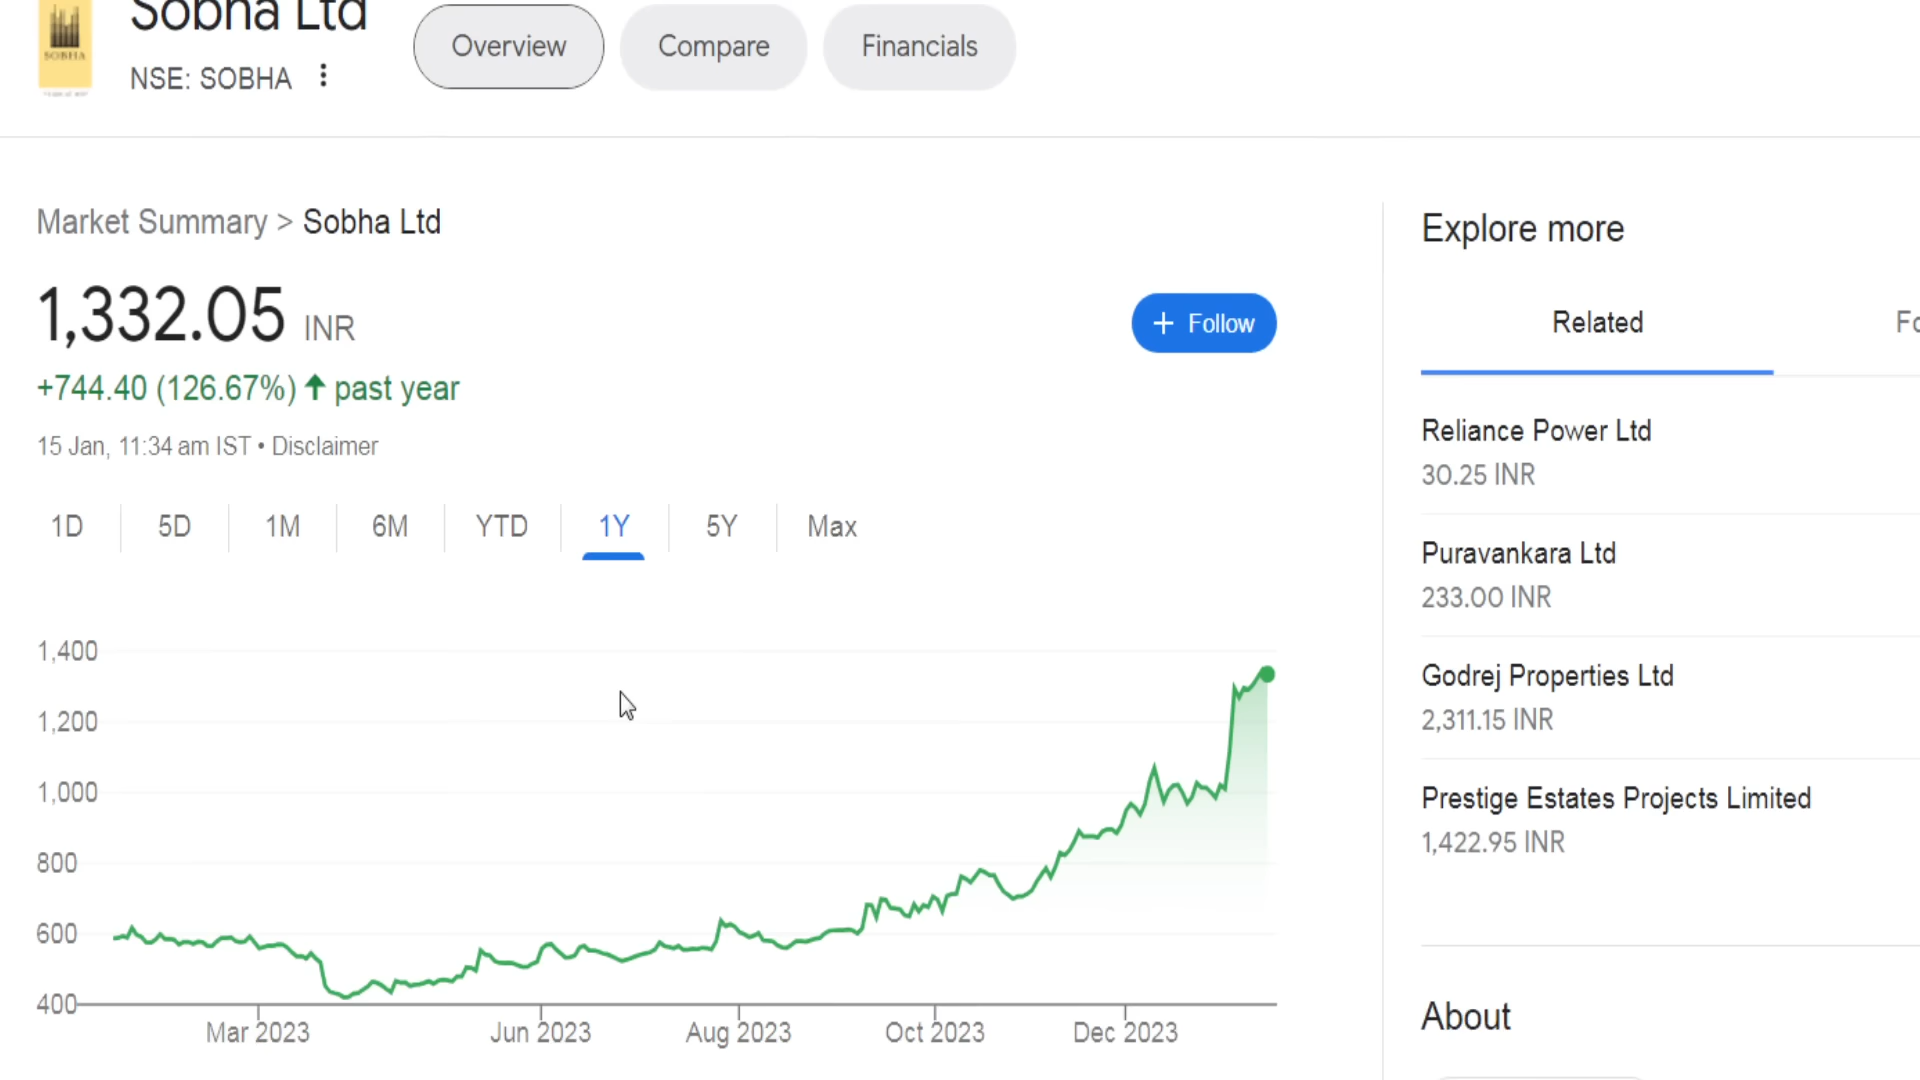 Sobha Ltd
SOBHA
NSE: SOBHA
Overview
Compare
Financials
Market Summary > Sobha Ltd
1,332.05 INR
+ Follow
+744.40 (126.67%) ↑ past year
15 Jan, 11:34 am IST • Disclaimer
1D 5D 1M 6M YTD 1Y 5Y Max
1,400
1,200
1,000
800
600
400
Mar 2023 Jun 2023 Aug 2023 Oct 2023 Dec 2023
Explore more
Related
Reliance Power Ltd
30.25 INR
Puravankara Ltd
233.00 INR
Godrej Properties Ltd
2,311.15 INR
Prestige Estates Projects Limited
1,422.95 INR
About